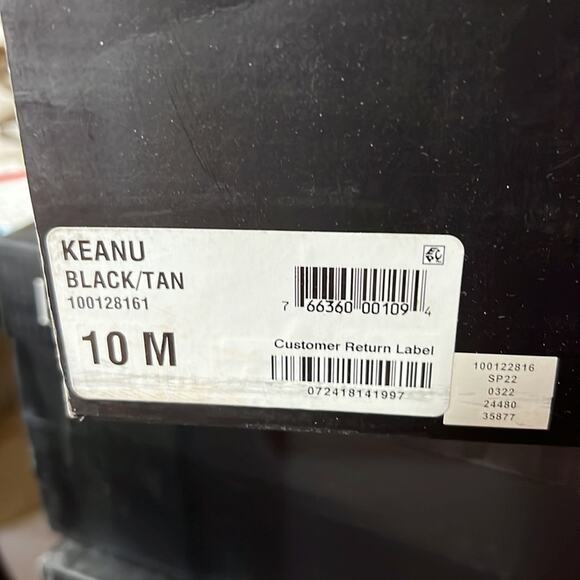 KEANU
BLACK/TAN
100128161
10 M
7 66360 00109 4
Customer Return Label
072418141997
100122816
SP22
0322
24480
35877